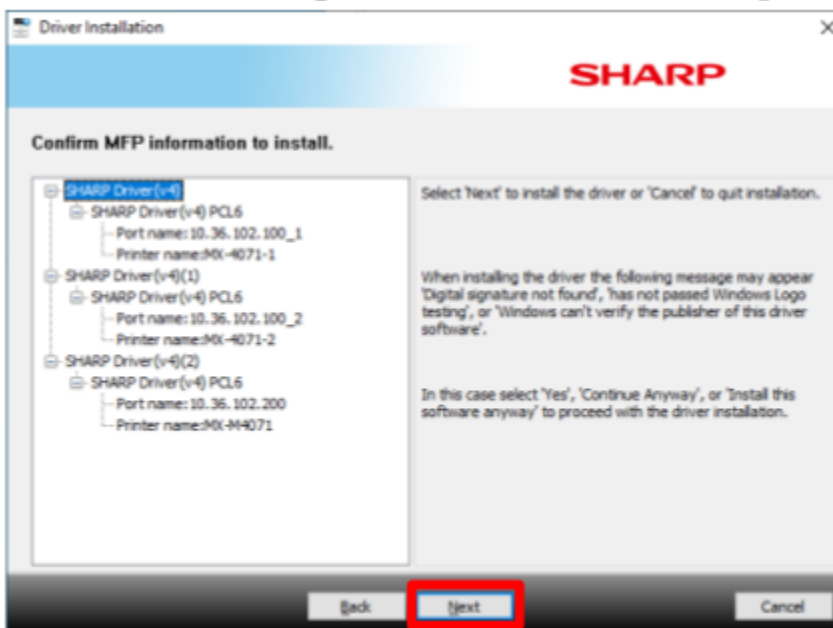 Driver Installation
SHARP
Confirm MFP information to install.
SHARP Driver(v4)
SHARP Driver(v4) PCL6
Port name:10.36.102.100_1
Printer name:MX-4071-1
SHARP Driver(v4)(1)
SHARP Driver(v4) PCL6
Port name:10.36.102.100_2
Printer name:MX-4071-2
SHARP Driver(v4)(2)
SHARP Driver(v4) PCL6
Port name:10.36.102.200
Printer name:MX-M4071
Select 'Next' to install the driver or 'Cancel' to quit installation.
When installing the driver the following message may appear
'Digital signature not found', 'has not passed Windows Logo
testing', or 'Windows can't verify the publisher of this driver
software'.
In this case select 'Yes', 'Continue Anyway', or 'Install this
software anyway' to proceed with the driver installation.
Back
Next
Cancel